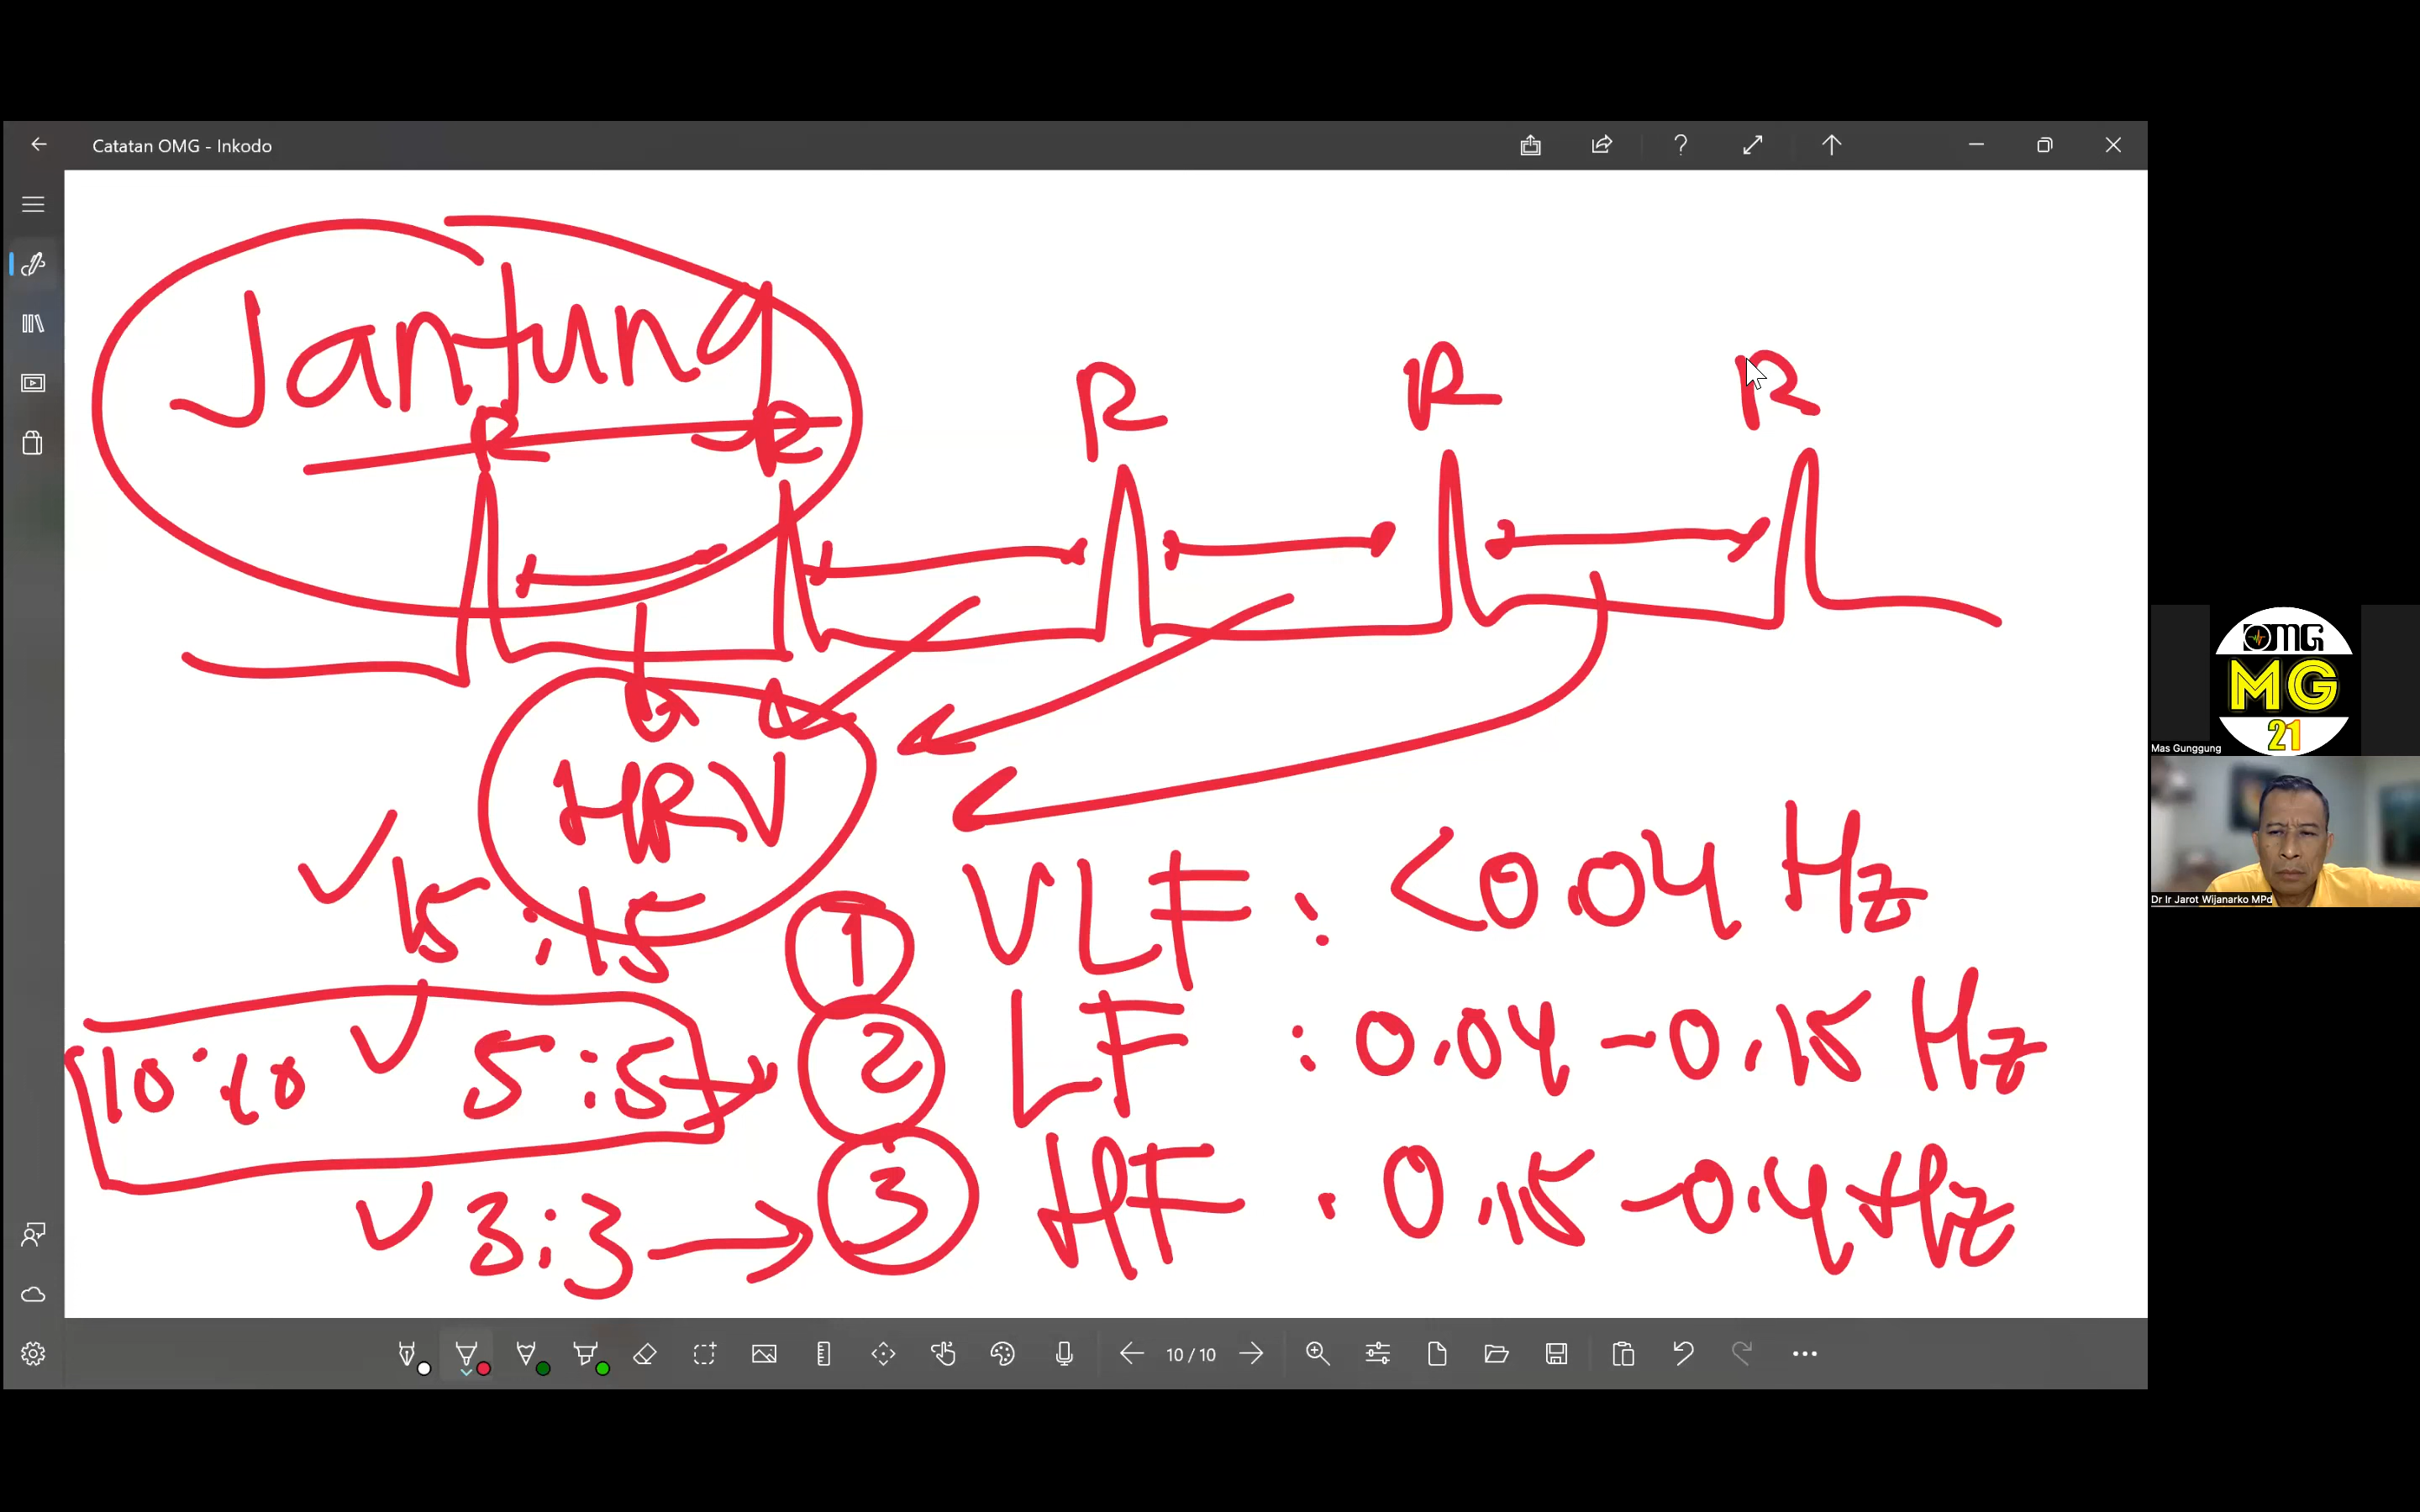 Catatan OMG - Inkodo
Jantung
R R R R R
HRV
15 : 15
① VLF : <0.04 Hz
10:10 5:5 → ② LF : 0.04 - 0.15 Hz
3:3 → ③ HF : 0.15 - 0.4 Hz
10 / 10
OMG
MG
21
Mas Gunggung
Dr Ir Jarot Wijanarko MPd